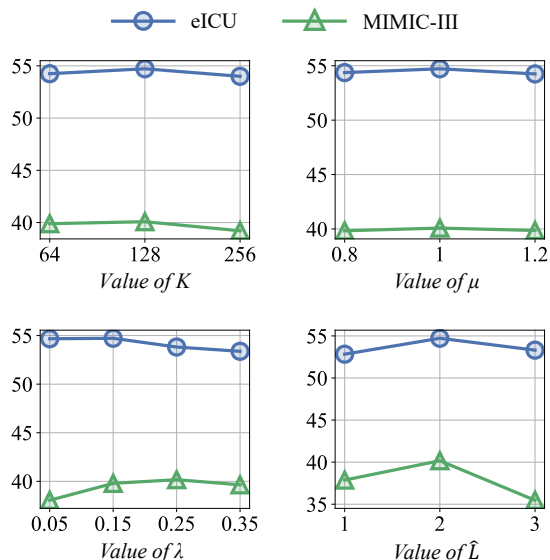 eICU MIMIC-III
55 50 45 40
64 128 256
Value of K
55 50 45 40
0.8 1 1.2
Value of μ
55 50 45 40
0.05 0.15 0.25 0.35
Value of λ
55 50 45 40 35
1 2 3
Value of L̂